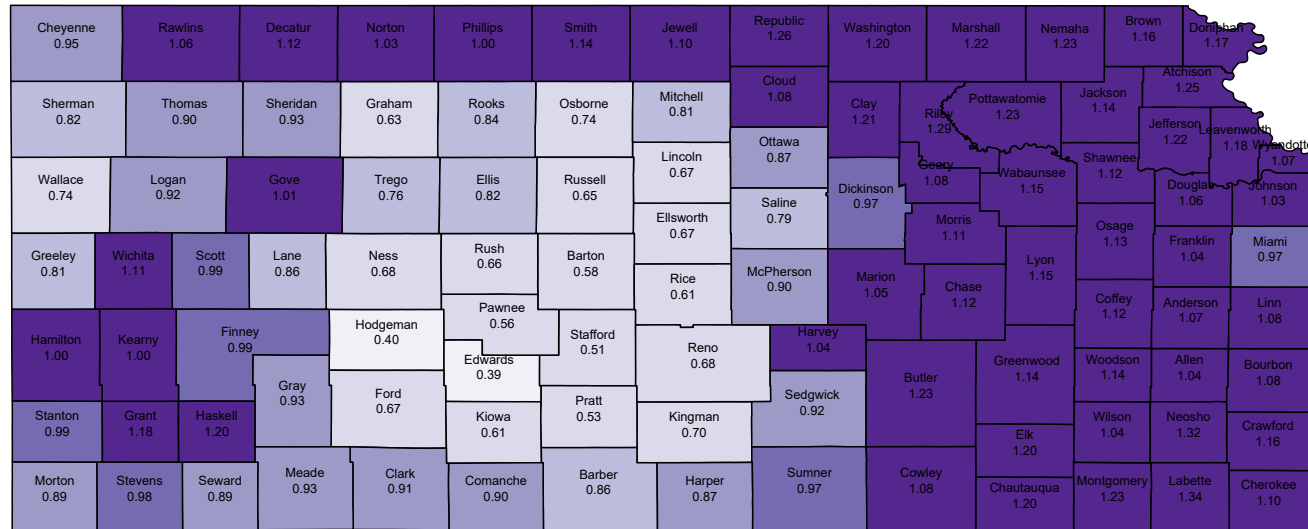 Cheyenne
0.95
Rawlins
1.06
Decatur
1.12
Norton
1.03
Phillips
1.00
Smith
1.14
Jewell
1.10
Republic
1.26
Washington
1.20
Marshall
1.22
Nemaha
1.23
Brown
1.16
Doniphan
1.17
Sherman
0.82
Thomas
0.90
Sheridan
0.93
Graham
0.63
Rooks
0.84
Osborne
0.74
Mitchell
0.81
Cloud
1.08
Clay
1.21
Riley
1.29
Pottawatomie
1.23
Jackson
1.14
Atchison
1.25
Jefferson
1.22
Leavenworth
1.18
Wyandotte
1.07
Wallace
0.74
Logan
0.92
Gove
1.01
Trego
0.76
Ellis
0.82
Russell
0.65
Lincoln
0.67
Ottawa
0.87
Saline
0.79
Dickinson
0.97
Geary
1.08
Wabaunsee
1.15
Shawnee
1.12
Douglas
1.06
Johnson
1.03
Greeley
0.81
Wichita
1.11
Scott
0.99
Lane
0.86
Ness
0.68
Rush
0.66
Barton
0.58
Ellsworth
0.67
Rice
0.61
McPherson
0.90
Marion
1.05
Morris
1.11
Chase
1.12
Lyon
1.15
Osage
1.13
Franklin
1.04
Miami
0.97
Hamilton
1.00
Kearny
1.00
Finney
0.99
Hodgeman
0.40
Pawnee
0.56
Edwards
0.39
Stafford
0.51
Reno
0.68
Harvey
1.04
Coffey
1.12
Anderson
1.07
Linn
1.08
Gray
0.93
Ford
0.67
Kiowa
0.61
Pratt
0.53
Kingman
0.70
Sedgwick
0.92
Butler
1.23
Greenwood
1.14
Woodson
1.14
Allen
1.04
Bourbon
1.08
Stanton
0.99
Grant
1.18
Haskell
1.20
Elk
1.20
Wilson
1.04
Neosho
1.32
Crawford
1.16
Morton
0.89
Stevens
0.98
Seward
0.89
Meade
0.93
Clark
0.91
Comanche
0.90
Barber
0.86
Harper
0.87
Sumner
0.97
Cowley
1.08
Chautauqua
1.20
Montgomery
1.23
Labette
1.34
Cherokee
1.10